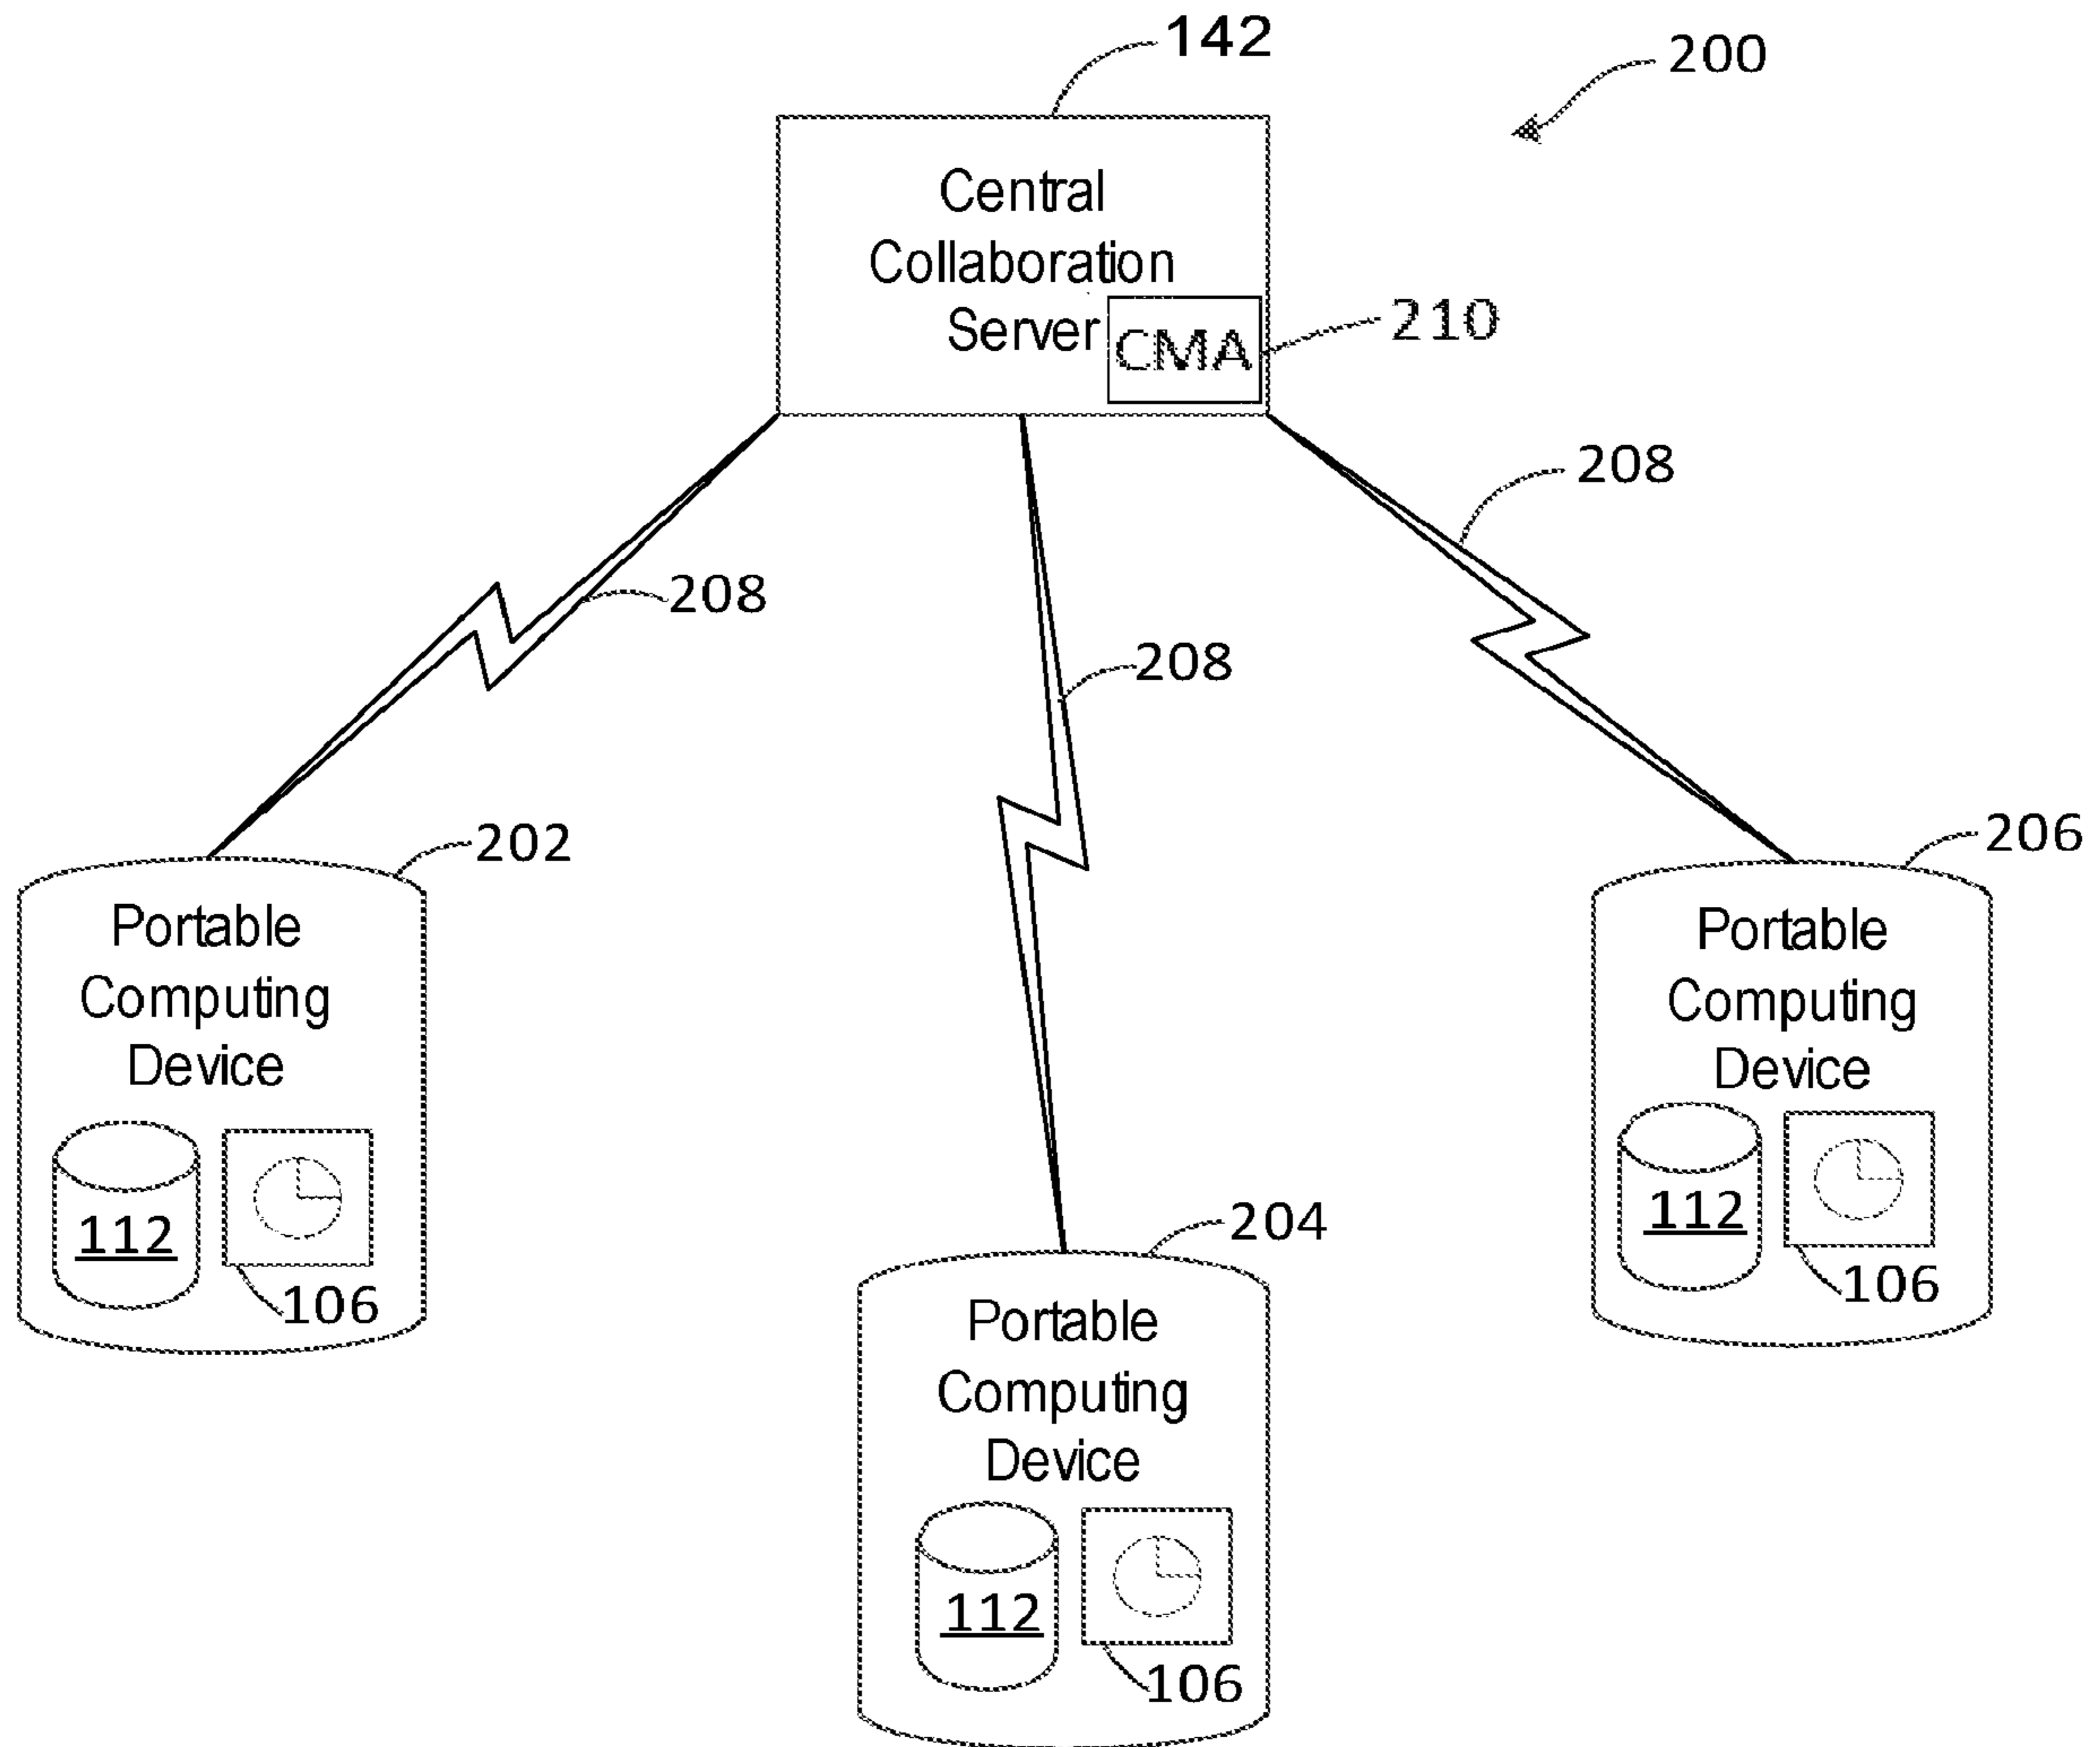 142
200
Central
Collaboration
Server
CMA
210
208
208
208
202
Portable
Computing
Device
112
106
206
Portable
Computing
Device
112
106
204
Portable
Computing
Device
112
106